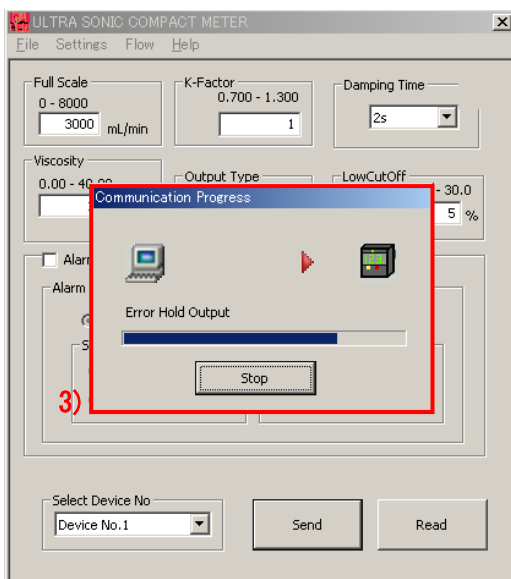 ULTRA SONIC COMPACT METER
File Settings Flow Help
Full Scale
0 - 8000
3000 mL/min
K-Factor
0.700 - 1.300
1
Damping Time
2s
Viscosity
0.00 - 40.00
Output Type
LowCutOff
- 30.0
5 %
Communication Progress
Error Hold Output
Stop
Alarm
Alarm
3)
Select Device No
Device No.1
Send
Read